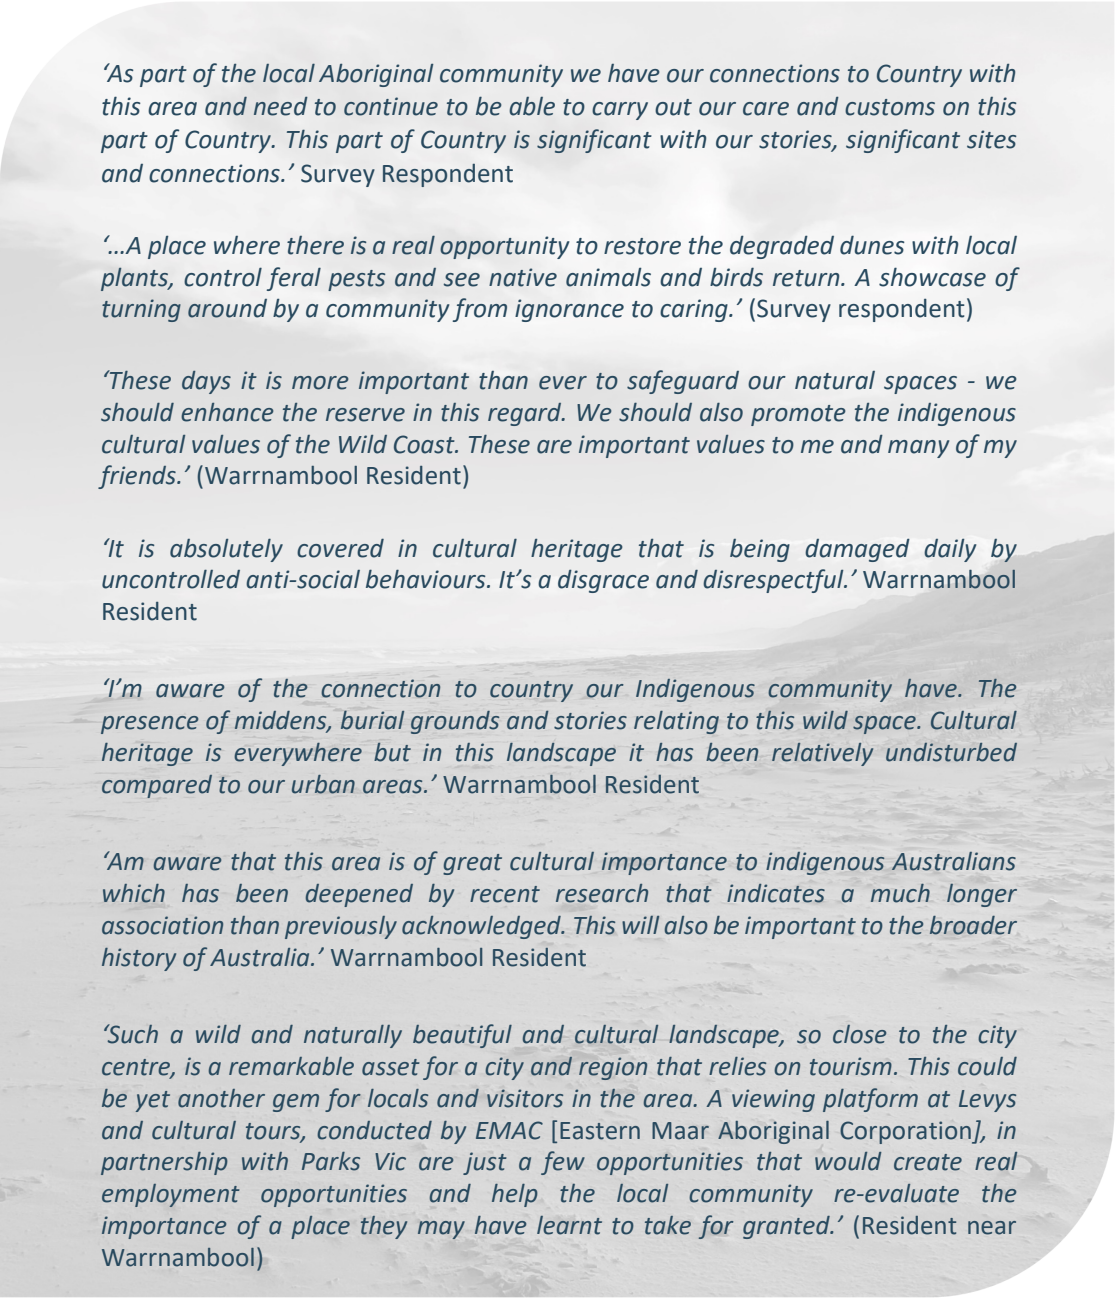 ‘As part of the local Aboriginal community we have our connections to Country with
this area and need to continue to be able to carry out our care and customs on this
part of Country. This part of Country is significant with our stories, significant sites
and connections.’ Survey Respondent
‘…A place where there is a real opportunity to restore the degraded dunes with local
plants, control feral pests and see native animals and birds return. A showcase of
turning around by a community from ignorance to caring.’ (Survey respondent)
‘These days it is more important than ever to safeguard our natural spaces - we
should enhance the reserve in this regard. We should also promote the indigenous
cultural values of the Wild Coast. These are important values to me and many of my
friends.’ (Warrnambool Resident)
‘It is absolutely covered in cultural heritage that is being damaged daily by
uncontrolled anti-social behaviours. It’s a disgrace and disrespectful.’ Warrnambool
Resident
‘I’m aware of the connection to country our Indigenous community have. The
presence of middens, burial grounds and stories relating to this wild space. Cultural
heritage is everywhere but in this landscape it has been relatively undisturbed
compared to our urban areas.’ Warrnambool Resident
‘Am aware that this area is of great cultural importance to indigenous Australians
which has been deepened by recent research that indicates a much longer
association than previously acknowledged. This will also be important to the broader
history of Australia.’ Warrnambool Resident
‘Such a wild and naturally beautiful and cultural landscape, so close to the city
centre, is a remarkable asset for a city and region that relies on tourism. This could
be yet another gem for locals and visitors in the area. A viewing platform at Levys
and cultural tours, conducted by EMAC [Eastern Maar Aboriginal Corporation], in
partnership with Parks Vic are just a few opportunities that would create real
employment opportunities and help the local community re-evaluate the
importance of a place they may have learnt to take for granted.’ (Resident near
Warrnambool)